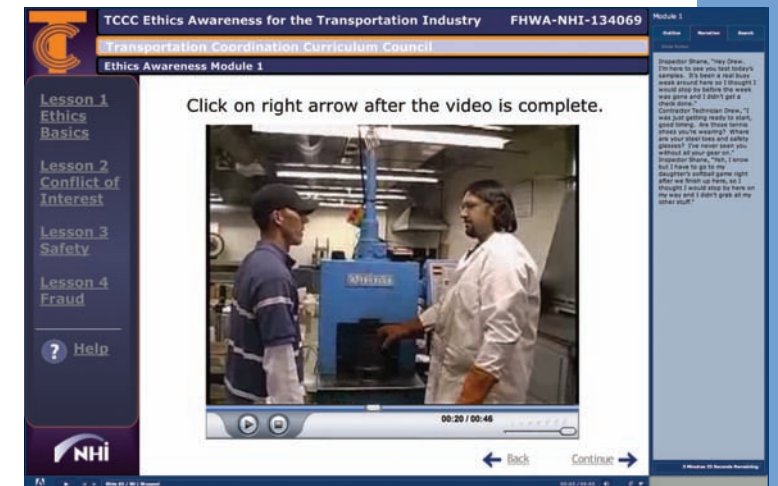 TCCC Ethics Awareness for the Transportation Industry FHWA-NHI-134069
Transportation Coordination Curriculum Council
Ethics Awareness Module 1
Lesson 1
Ethics
Basics
Lesson 2
Conflict of
Interest
Lesson 3
Safety
Lesson 4
Fraud
? Help
NHI
Click on right arrow after the video is complete.
00:20 / 00:46
Back Continue
Module 1
Outline Narration Search
Inspector Shane, "Hey Drew.
I'm here to see you test today's
samples. It's been a real busy
week around here so I thought I
would stop by before the week
was gone and I didn't get a
check done."
Contractor Technician Drew, "I
was just getting ready to start,
good timing. Are those tennis
shoes you're wearing? Where
are your steel toes and safety
glasses? I've never seen you
without all your gear on."
Inspector Shane, "Yeh, I know
but I have to go to my
daughter's softball game right
after we finish up here, so I
thought I would stop by here on
my way and I didn't grab all my
other stuff."